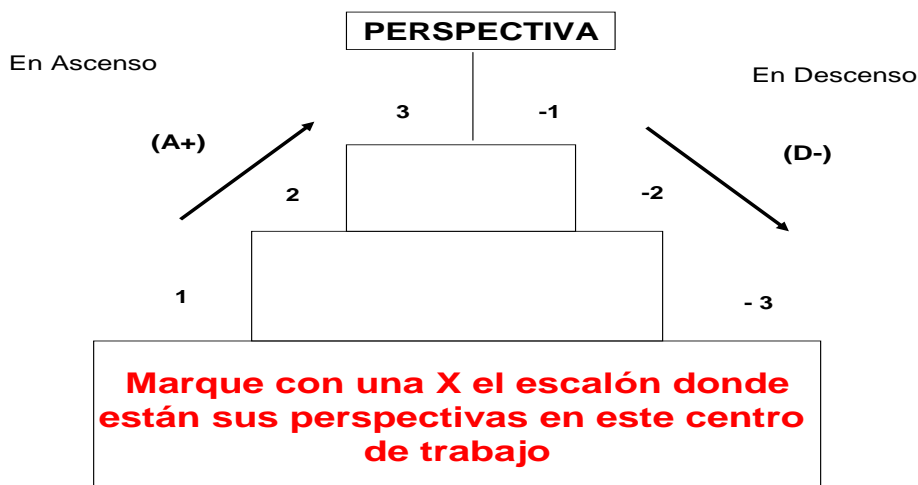 PERSPECTIVA
En Ascenso
En Descenso
3
-1
(A+)
(D-)
2
-2
1
- 3
Marque con una X el escalón donde
están sus perspectivas en este centro
de trabajo